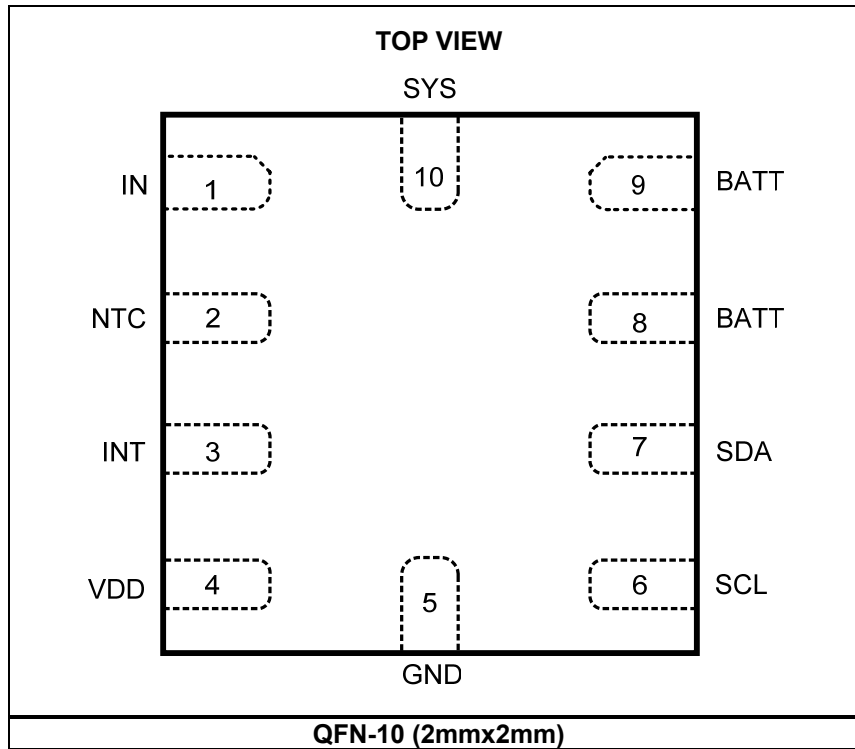 TOP VIEW
SYS
IN 1 10 9 BATT
NTC 2 8 BATT
INT 3 7 SDA
VDD 4 5 6 SCL
GND
QFN-10 (2mmx2mm)